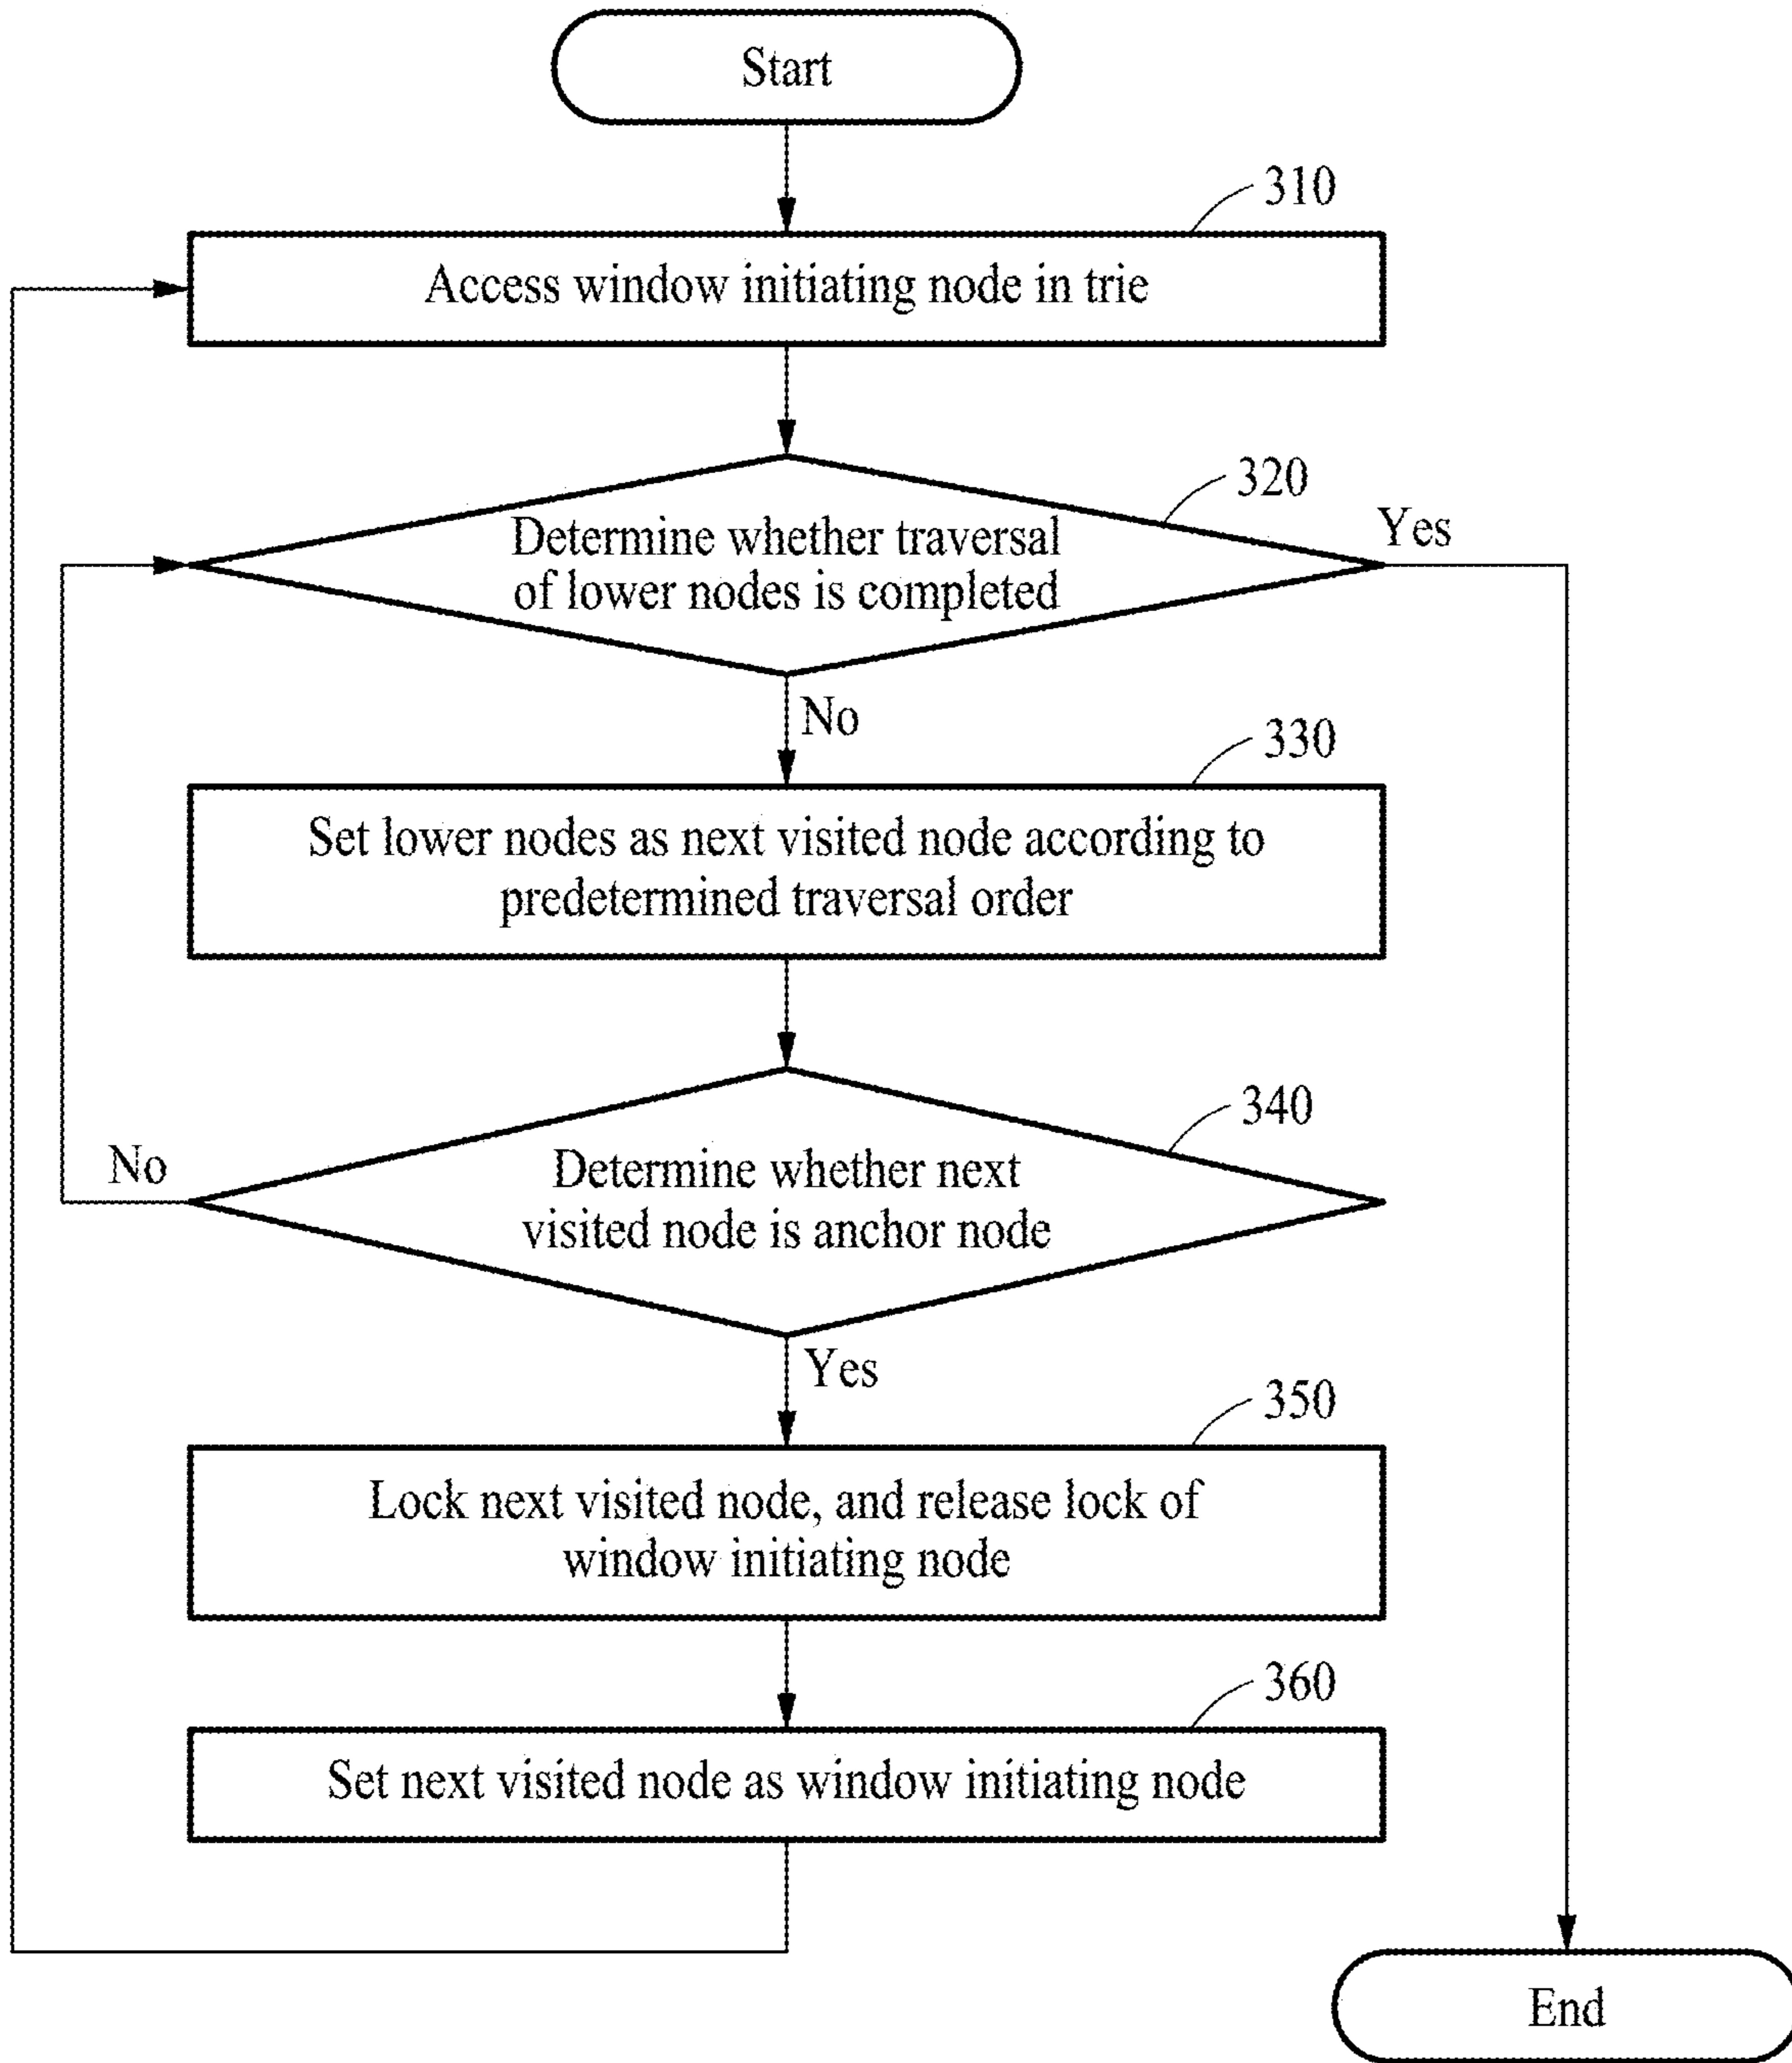 Start
310
Access window initiating node in trie
320
Determine whether traversal
of lower nodes is completed
Yes
No
330
Set lower nodes as next visited node according to
predetermined traversal order
340
Determine whether next
visited node is anchor node
No
Yes
350
Lock next visited node, and release lock of
window initiating node
360
Set next visited node as window initiating node
End